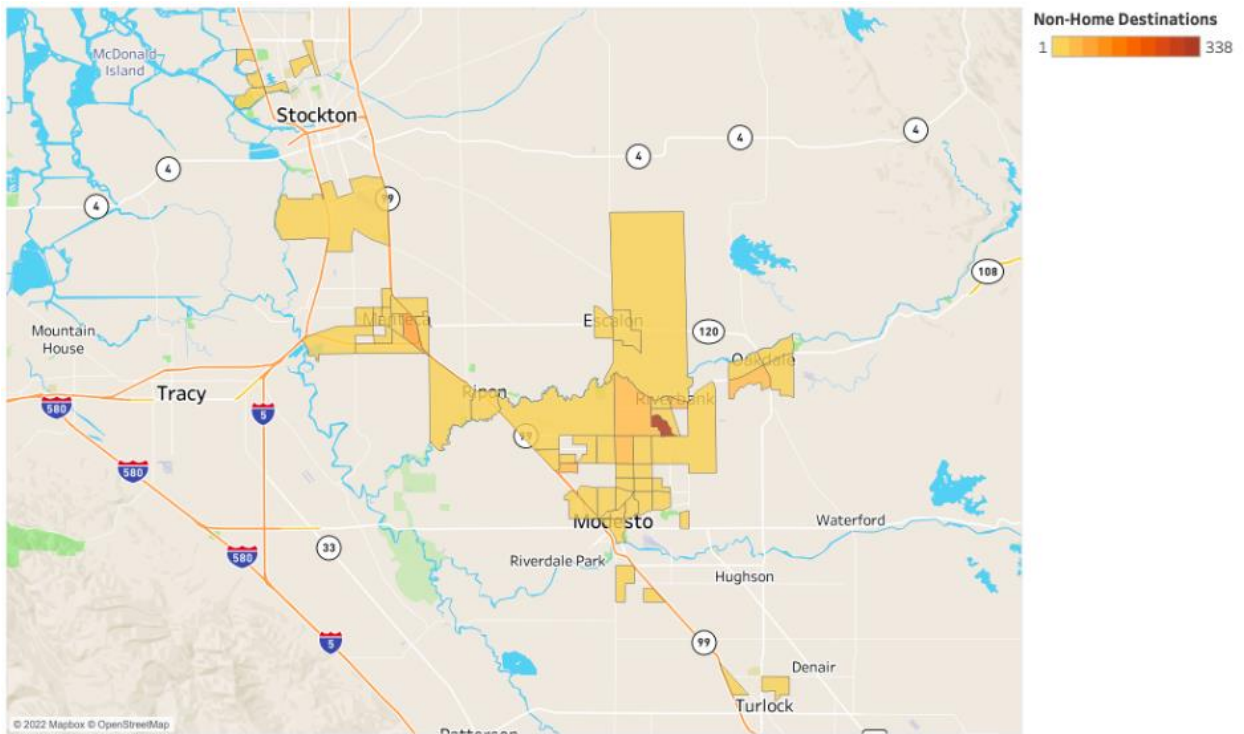 Non-Home Destinations
1 338
McDonald
Island
Stockton
4
4
4
4
4
99
108
Mountain
House
Manteca
Escalon
120
Oakdale
Tracy
Ripon
Riverbank
580
5
99
580
Modesto
Waterford
33
580
Riverdale Park
Hughson
5
99
Denair
Turlock
© 2022 Mapbox © OpenStreetMap
Patterson